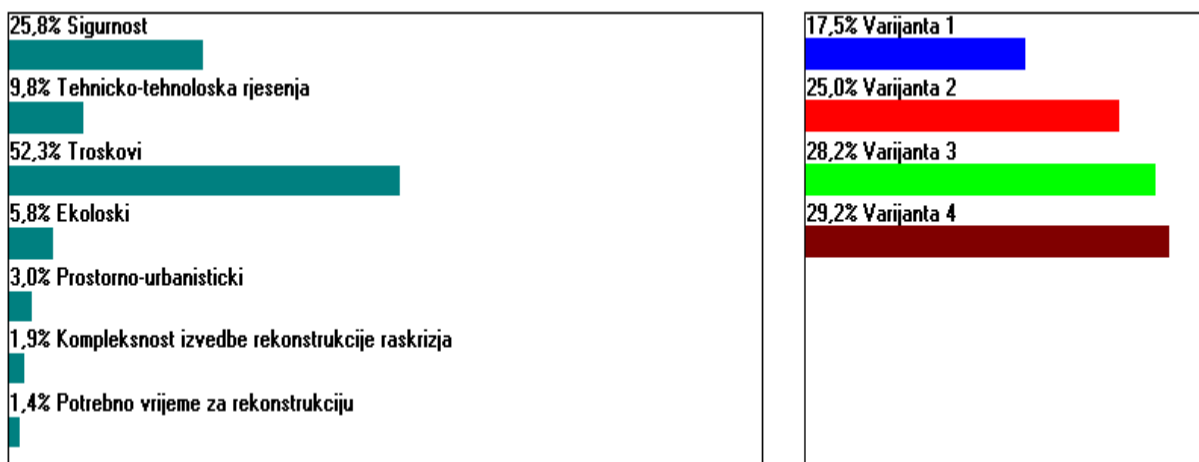 25,8% Sigurnost
9,8% Tehnicko-tehnoloska rjesenja
52,3% Troskovi
5,8% Ekoloski
3,0% Prostorno-urbanisticki
1,9% Kompleksnost izvedbe rekonstrukcije raskrizja
1,4% Potrebno vrijeme za rekonstrukciju
17,5% Varijanta 1
25,0% Varijanta 2
28,2% Varijanta 3
29,2% Varijanta 4